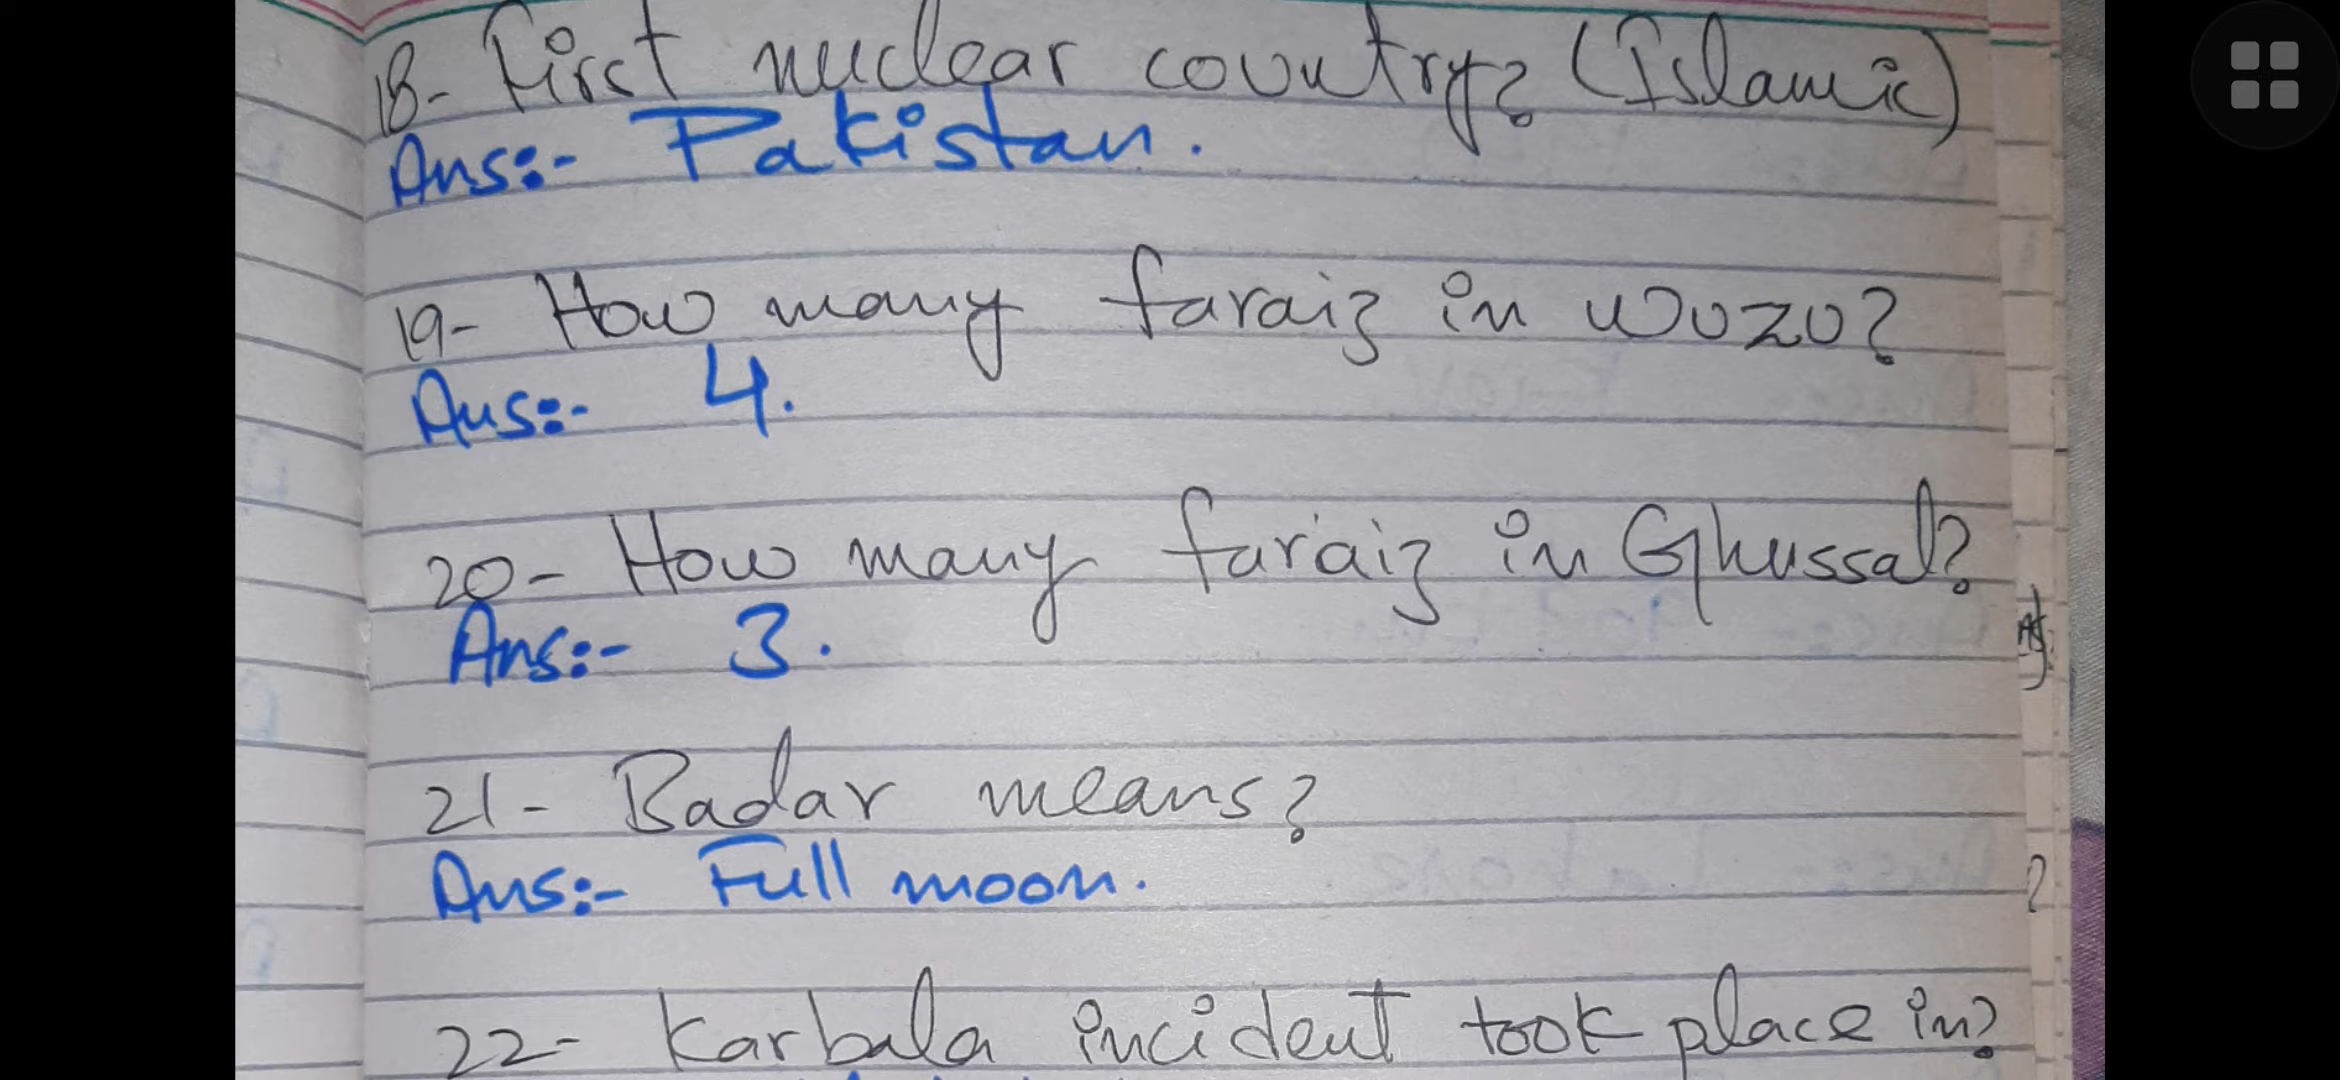 18- First nuclear country? (Islamic)
Ans:- Pakistan.
19- How many faraiz in wozo?
Ans:- 4.
20- How many faraiz in Ghussal?
Ans:- 3.
21- Badar means?
Ans:- Full moon.
22- Karbala incident took place in?